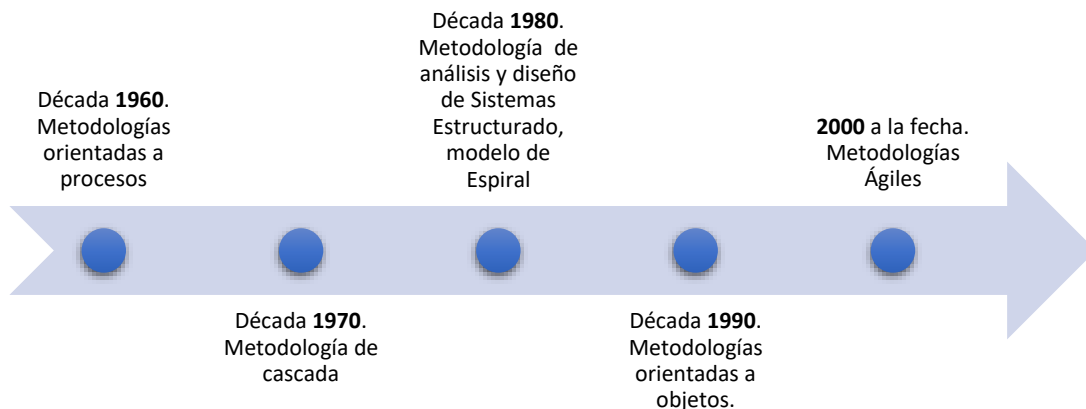 Década 1960.
Metodologías
orientadas a
procesos
Década 1970.
Metodología de
cascada
Década 1980.
Metodología de
análisis y diseño
de Sistemas
Estructurado,
modelo de
Espiral
Década 1990.
Metodologías
orientadas a
objetos.
2000 a la fecha.
Metodologías
Ágiles